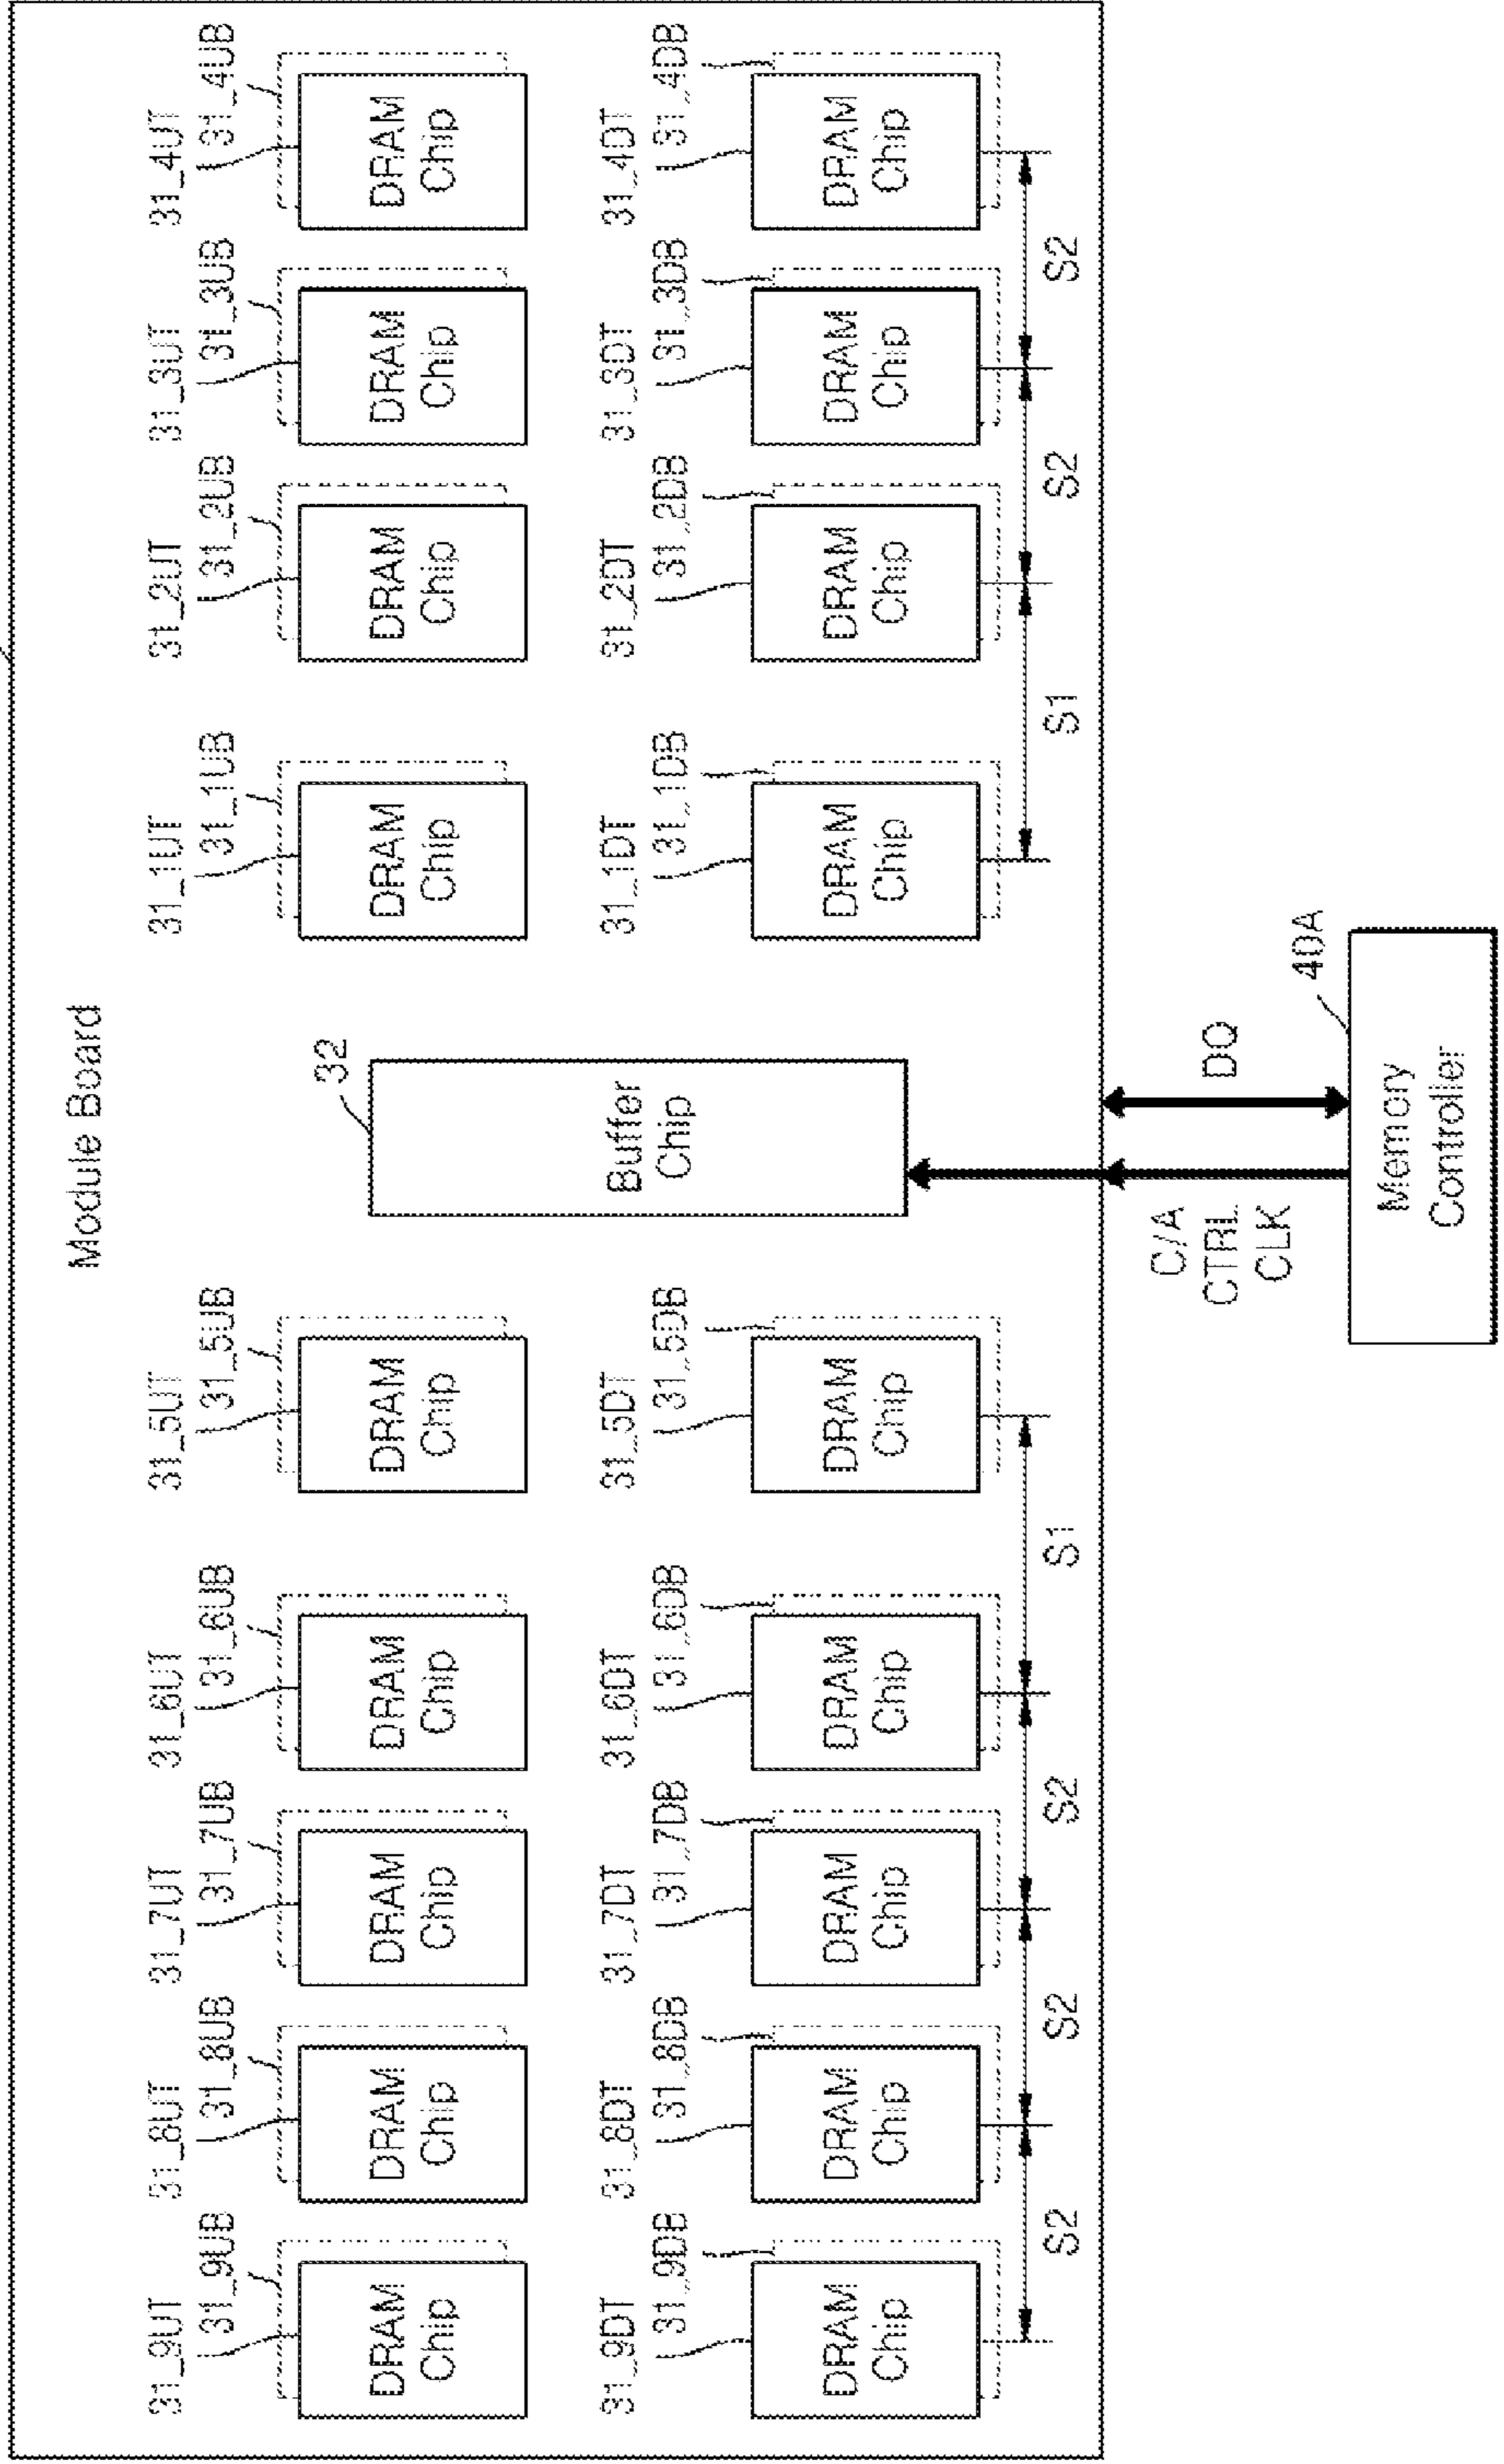 Module Board
31_9UT 31_8UT 31_7UT 31_6UT 31_5UT 31_1UT 31_2UT 31_3UT 31_4UT
31_9UB 31_8UB 31_7UB 31_6UB 31_5UB 31_1UB 31_2UB 31_3UB 31_4UB
32
DRAM DRAM DRAM DRAM DRAM DRAM DRAM DRAM DRAM
Chip Chip Chip Chip Chip Chip Chip Chip Chip
Buffer
Chip
31_9DT 31_8DT 31_7DT 31_6DT 31_5DT 31_1DT 31_2DT 31_3DT 31_4DT
31_9DB 31_8DB 31_7DB 31_6DB 31_5DB 31_1DB 31_2DB 31_3DB 31_4DB
DRAM DRAM DRAM DRAM DRAM DRAM DRAM DRAM DRAM
Chip Chip Chip Chip Chip Chip Chip Chip Chip
S2 S2 S2 S1 S1 S2 S2
C/A
CTRL
CLK
DQ
40A
Memory
Controller